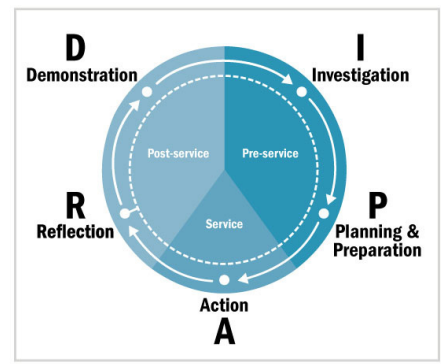 D
Demonstration
I
Investigation
Post-service
Pre-service
R
Reflection
Service
P
Planning &
Preparation
Action
A